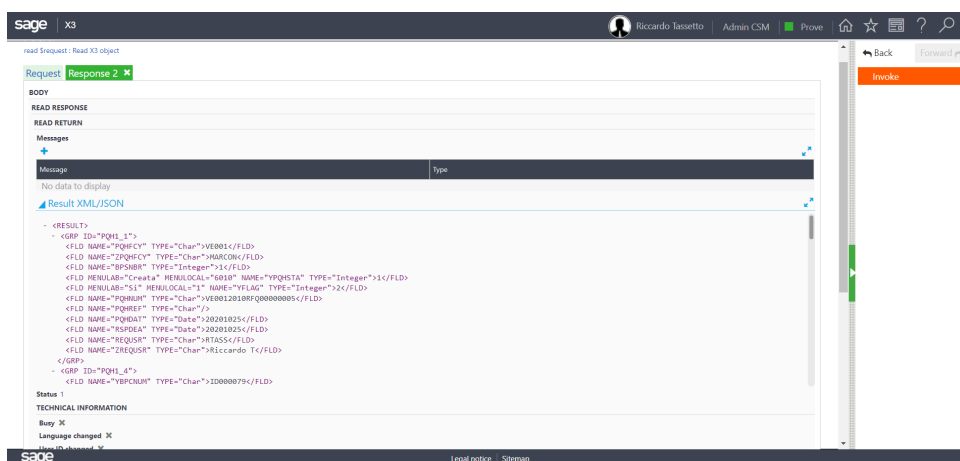 sage X3 Riccardo Tassetto Admin CSM Prove
read $request : Read X3 object
Back Forward
Request Response 2
Invoke
BODY
READ RESPONSE
READ RETURN
Messages
Message Type
No data to display
Result XML/JSON
- <RESULT>
- <GRP ID="PQH1_1">
<FLD NAME="PQHFCY" TYPE="Char">VE001</FLD>
<FLD NAME="ZPQHFCY" TYPE="Char">MARCON</FLD>
<FLD NAME="BPSNBR" TYPE="Integer">1</FLD>
<FLD MENULAB="Creata" MENULOCAL="6010" NAME="YPQHSTA" TYPE="Integer">1</FLD>
<FLD MENULAB="Si" MENULOCAL="1" NAME="YFLAG" TYPE="Integer">2</FLD>
<FLD NAME="PQHNUM" TYPE="Char">VE0012010RFQ00000005</FLD>
<FLD NAME="PQHREF" TYPE="Char"/>
<FLD NAME="PQHDAT" TYPE="Date">20201025</FLD>
<FLD NAME="RSPDEA" TYPE="Date">20201025</FLD>
<FLD NAME="REQUSR" TYPE="Char">RTASS</FLD>
<FLD NAME="ZREQUSR" TYPE="Char">Riccardo T</FLD>
</GRP>
- <GRP ID="PQH1_4">
<FLD NAME="YBPCNUM" TYPE="Char">ID000079</FLD>
Status 1
TECHNICAL INFORMATION
Busy
Language changed
User ID changed
sage Legal notice Sitemap